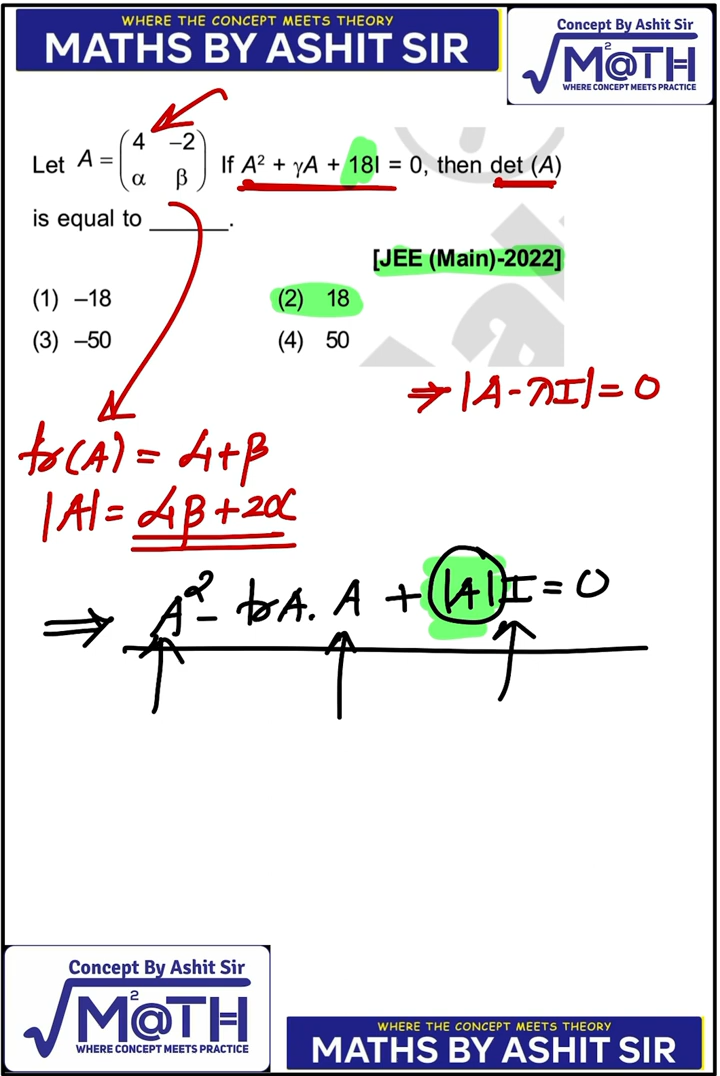 WHERE THE CONCEPT MEETS THEORY
MATHS BY ASHIT SIR
Concept By Ashit Sir
√M²@TH
WHERE CONCEPT MEETS PRACTICE
Let A = (4 –2 / α β) If A² + γA + 18I = 0, then det (A)
is equal to ______.
[JEE (Main)-2022]
(1) –18 (2) 18
(3) –50 (4) 50
⇒ |A - λI| = 0
tr(A) = 4+β
|A| = 4β+2α
⇒ A² - trA. A + |A| I = 0
Concept By Ashit Sir
√M²@TH
WHERE CONCEPT MEETS PRACTICE
WHERE THE CONCEPT MEETS THEORY
MATHS BY ASHIT SIR